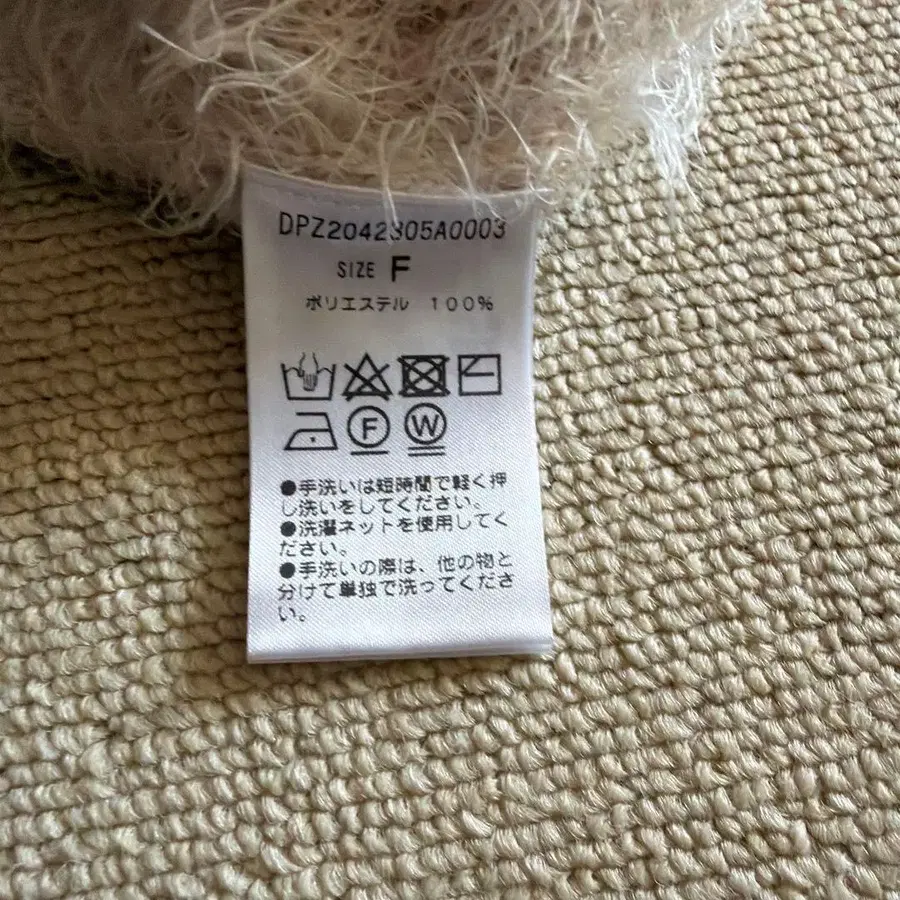 DPZ2042305A0003
SIZE F
ポリエステル 100%
F W
●手洗いは短時間で軽く押
し洗いをしてください。
●洗濯ネットを使用してく
ださい。
●手洗いの際は、他の物と
分けて単独で洗ってくださ
い。